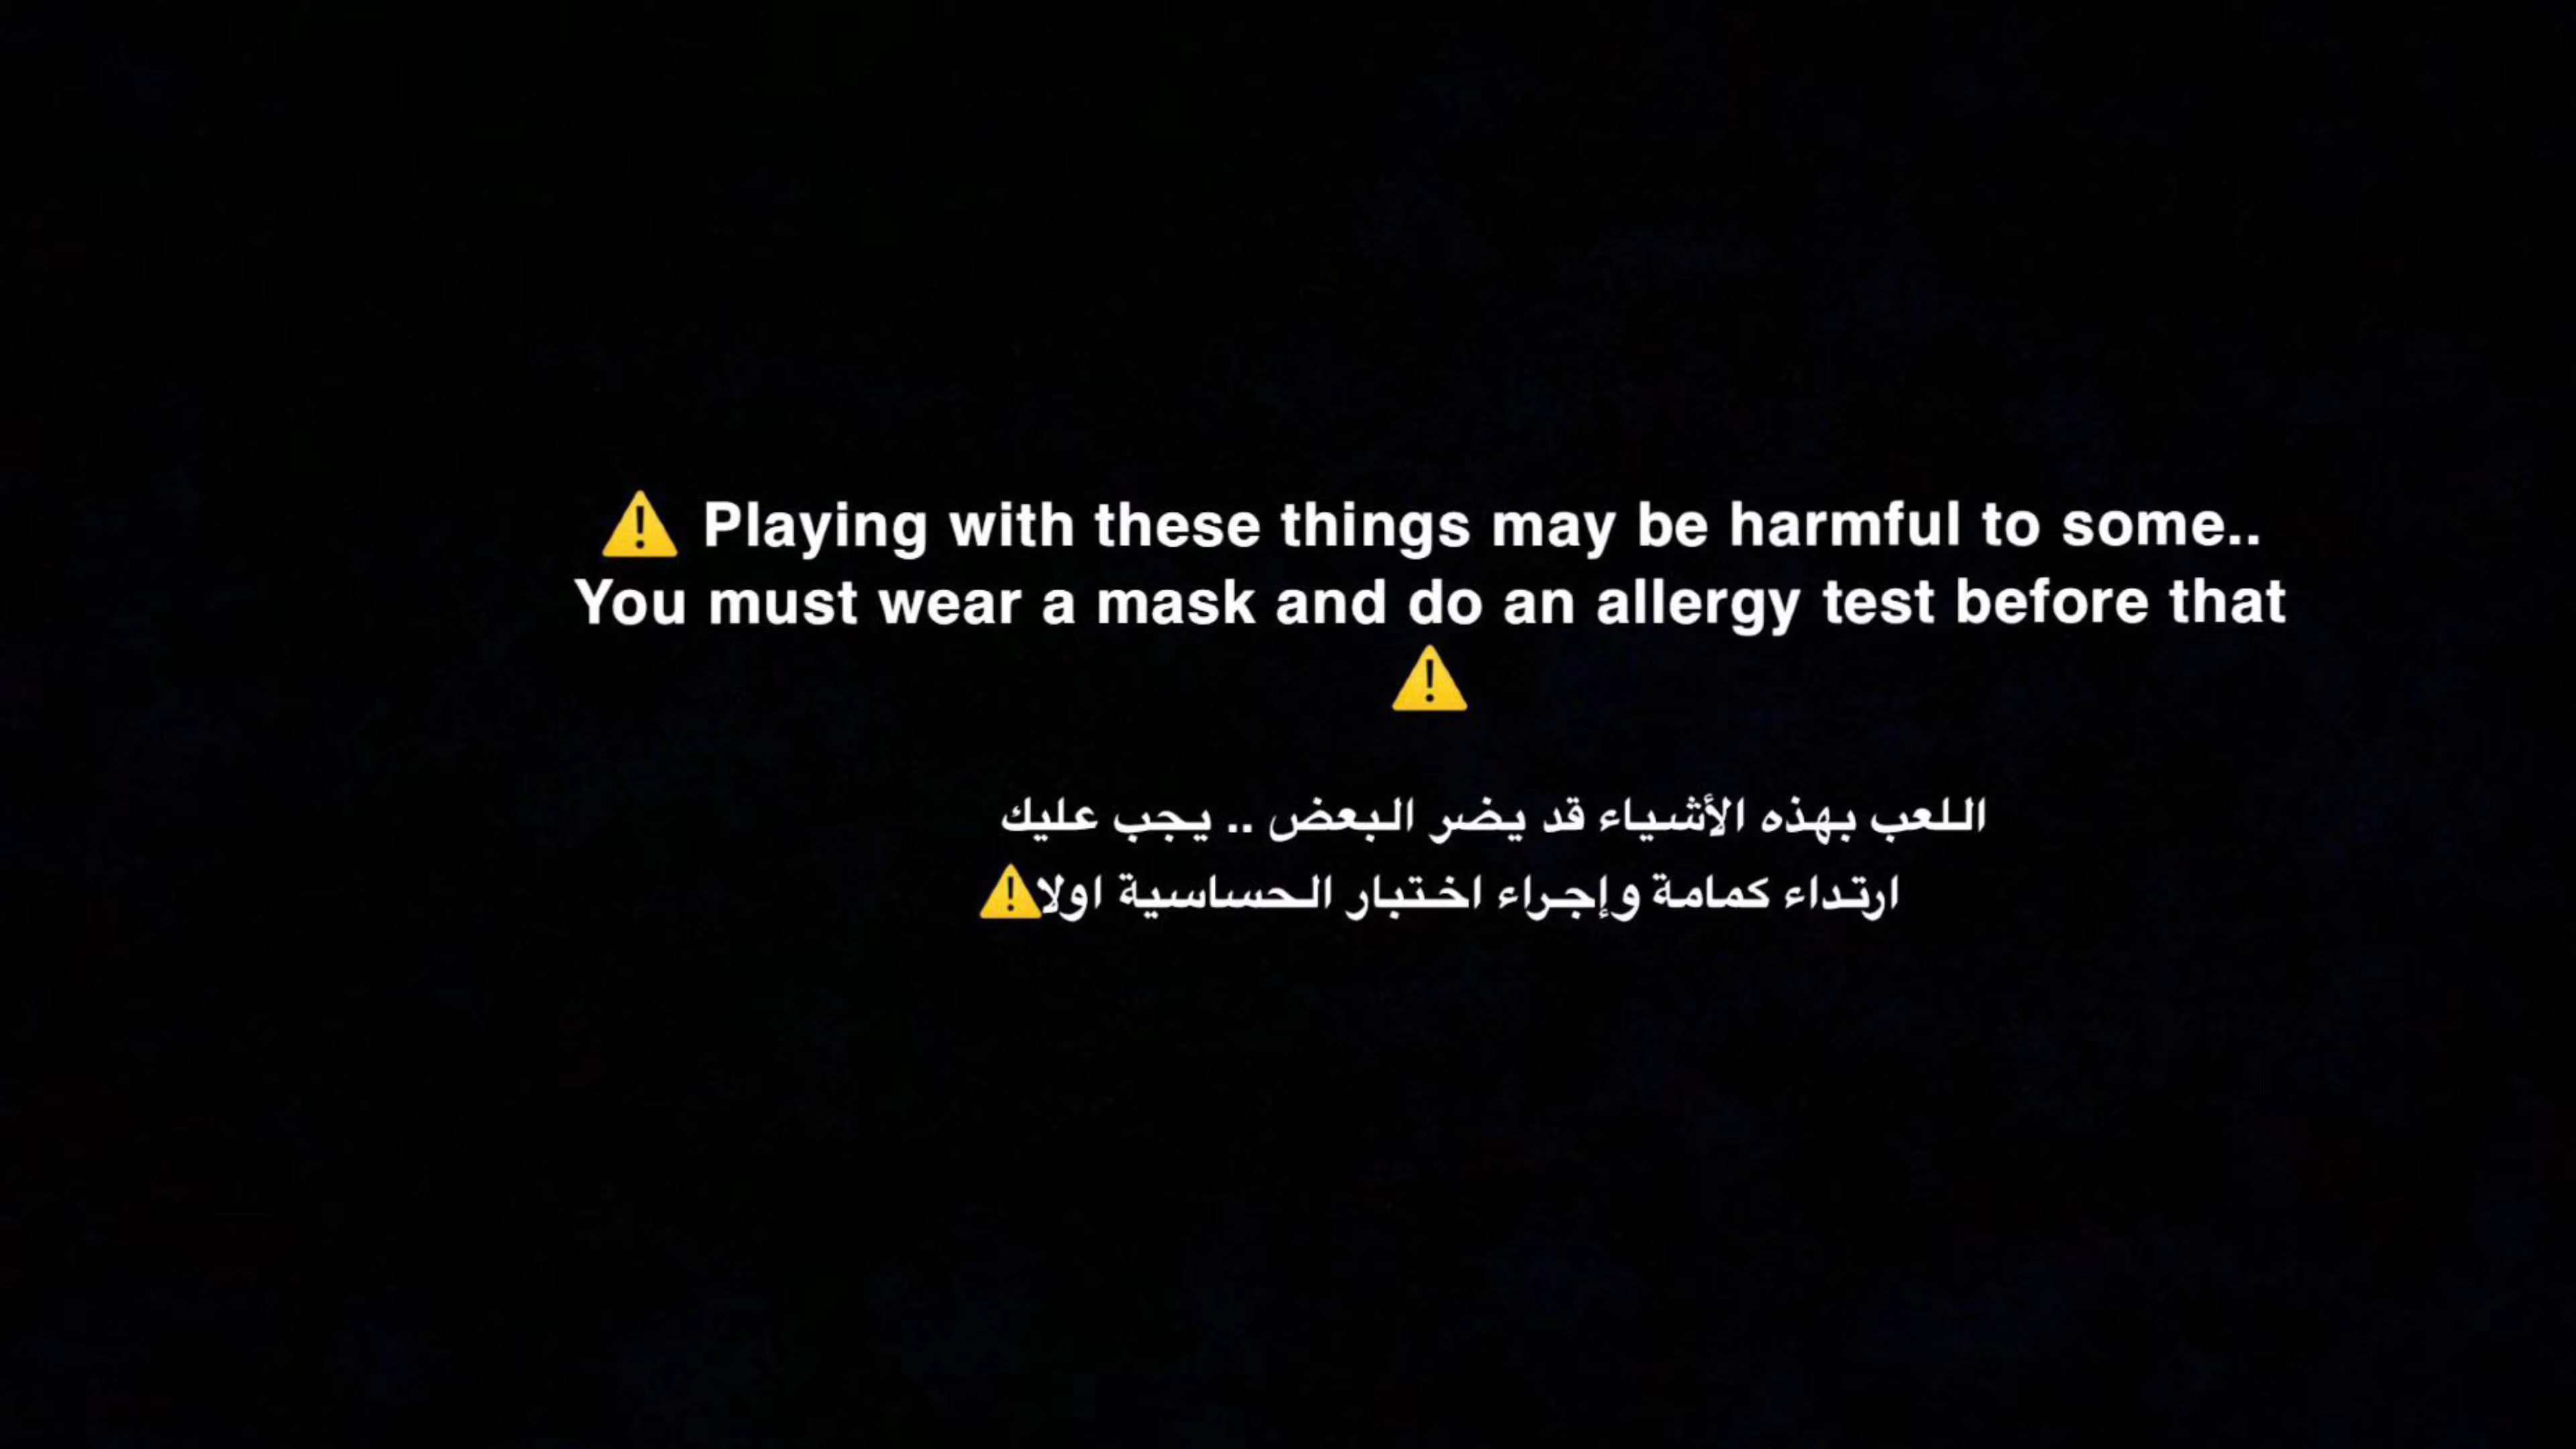 ⚠️ Playing with these things may be harmful to some..
You must wear a mask and do an allergy test before that
⚠️
اللعب بهذه الأشياء قد يضر البعض .. يجب عليك
ارتداء كمامة وإجراء اختبار الحساسية اولا⚠️